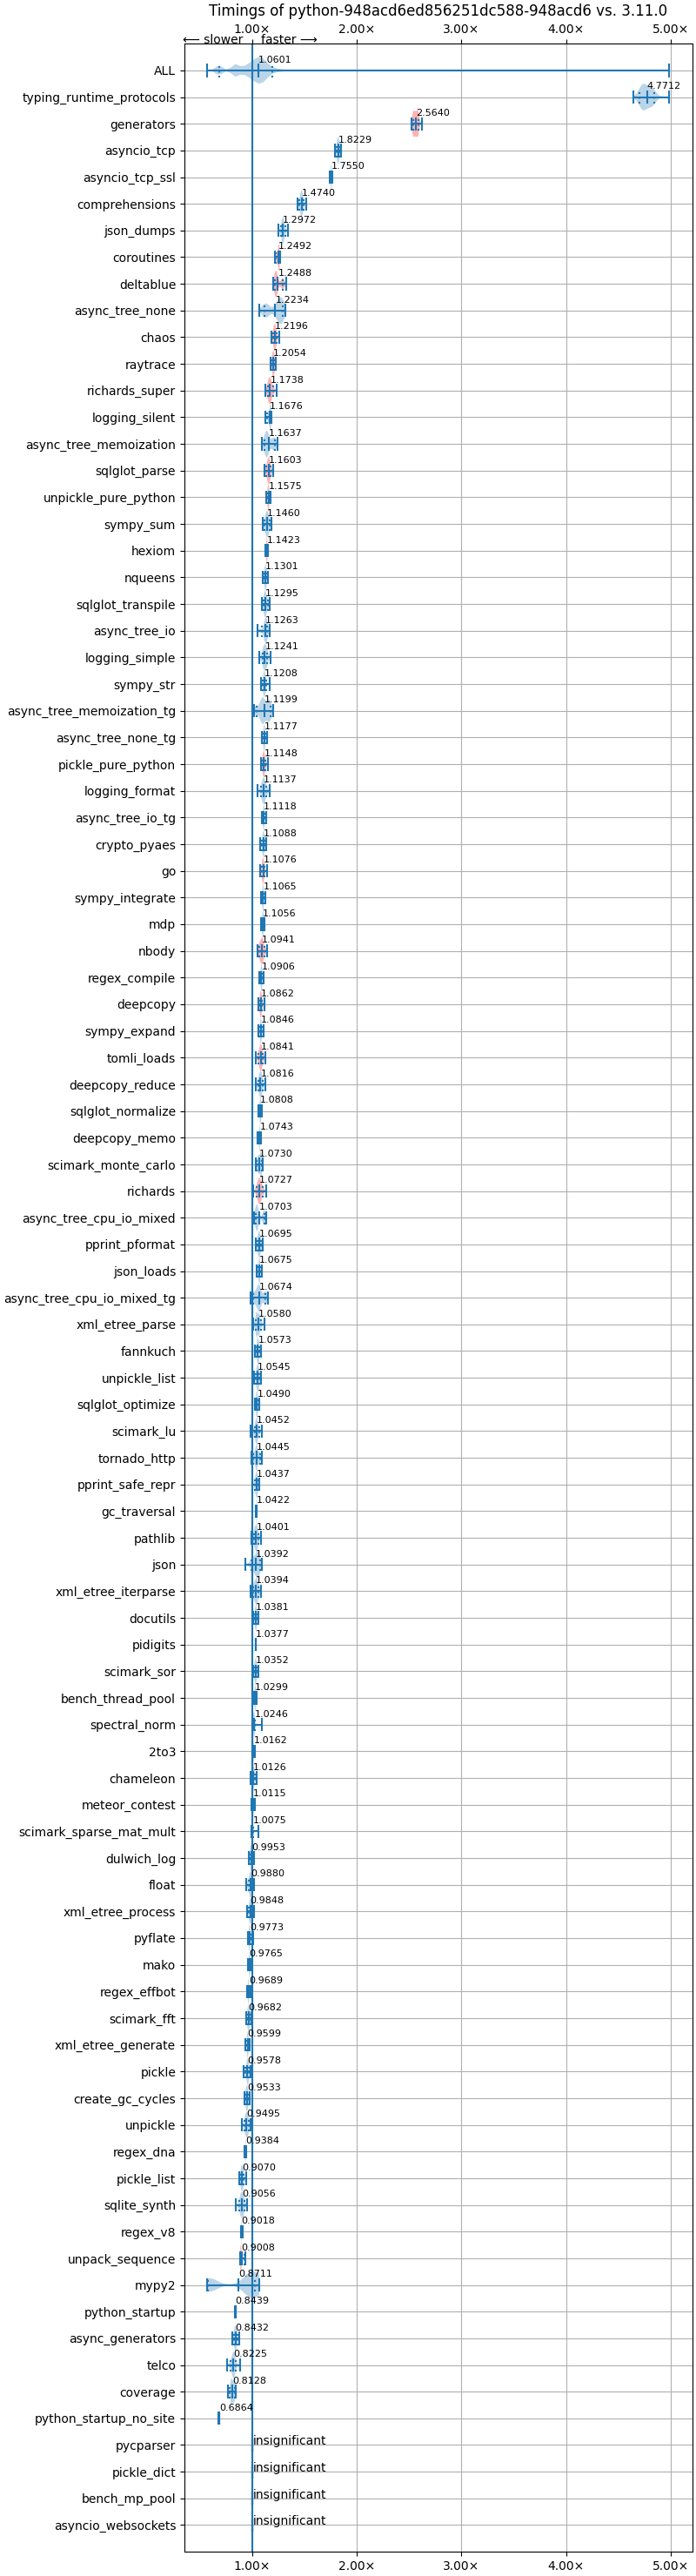 Timings of python-948acd6ed856251dc588-948acd6 vs. 3.11.0
1.00× 2.00× 3.00× 4.00× 5.00×
⟵ slower faster ⟶
ALL 1.0601
typing_runtime_protocols 4.7712
generators 2.5640
asyncio_tcp 1.8229
asyncio_tcp_ssl 1.7550
comprehensions 1.4740
json_dumps 1.2972
coroutines 1.2492
deltablue 1.2488
async_tree_none 1.2234
chaos 1.2196
raytrace 1.2054
richards_super 1.1738
logging_silent 1.1676
async_tree_memoization 1.1637
sqlglot_parse 1.1603
unpickle_pure_python 1.1575
sympy_sum 1.1460
hexiom 1.1423
nqueens 1.1301
sqlglot_transpile 1.1295
async_tree_io 1.1263
logging_simple 1.1241
sympy_str 1.1208
async_tree_memoization_tg 1.1199
async_tree_none_tg 1.1177
pickle_pure_python 1.1148
logging_format 1.1137
async_tree_io_tg 1.1118
crypto_pyaes 1.1088
go 1.1076
sympy_integrate 1.1065
mdp 1.1056
nbody 1.0941
regex_compile 1.0906
deepcopy 1.0862
sympy_expand 1.0846
tomli_loads 1.0841
deepcopy_reduce 1.0816
sqlglot_normalize 1.0808
deepcopy_memo 1.0743
scimark_monte_carlo 1.0730
richards 1.0727
async_tree_cpu_io_mixed 1.0703
pprint_pformat 1.0695
json_loads 1.0675
async_tree_cpu_io_mixed_tg 1.0674
xml_etree_parse 1.0580
fannkuch 1.0573
unpickle_list 1.0545
sqlglot_optimize 1.0490
scimark_lu 1.0452
tornado_http 1.0445
pprint_safe_repr 1.0437
gc_traversal 1.0422
pathlib 1.0401
json 1.0392
xml_etree_iterparse 1.0394
docutils 1.0381
pidigits 1.0377
scimark_sor 1.0352
bench_thread_pool 1.0299
spectral_norm 1.0246
2to3 1.0162
chameleon 1.0126
meteor_contest 1.0115
scimark_sparse_mat_mult 1.0075
dulwich_log 0.9953
float 0.9880
xml_etree_process 0.9848
pyflate 0.9773
mako 0.9765
regex_effbot 0.9689
scimark_fft 0.9682
xml_etree_generate 0.9599
pickle 0.9578
create_gc_cycles 0.9533
unpickle 0.9495
regex_dna 0.9384
pickle_list 0.9070
sqlite_synth 0.9056
regex_v8 0.9018
unpack_sequence 0.9008
mypy2 0.8711
python_startup 0.8439
async_generators 0.8432
telco 0.8225
coverage 0.8128
python_startup_no_site 0.6864
pycparser insignificant
pickle_dict insignificant
bench_mp_pool insignificant
asyncio_websockets insignificant
1.00× 2.00× 3.00× 4.00× 5.00×